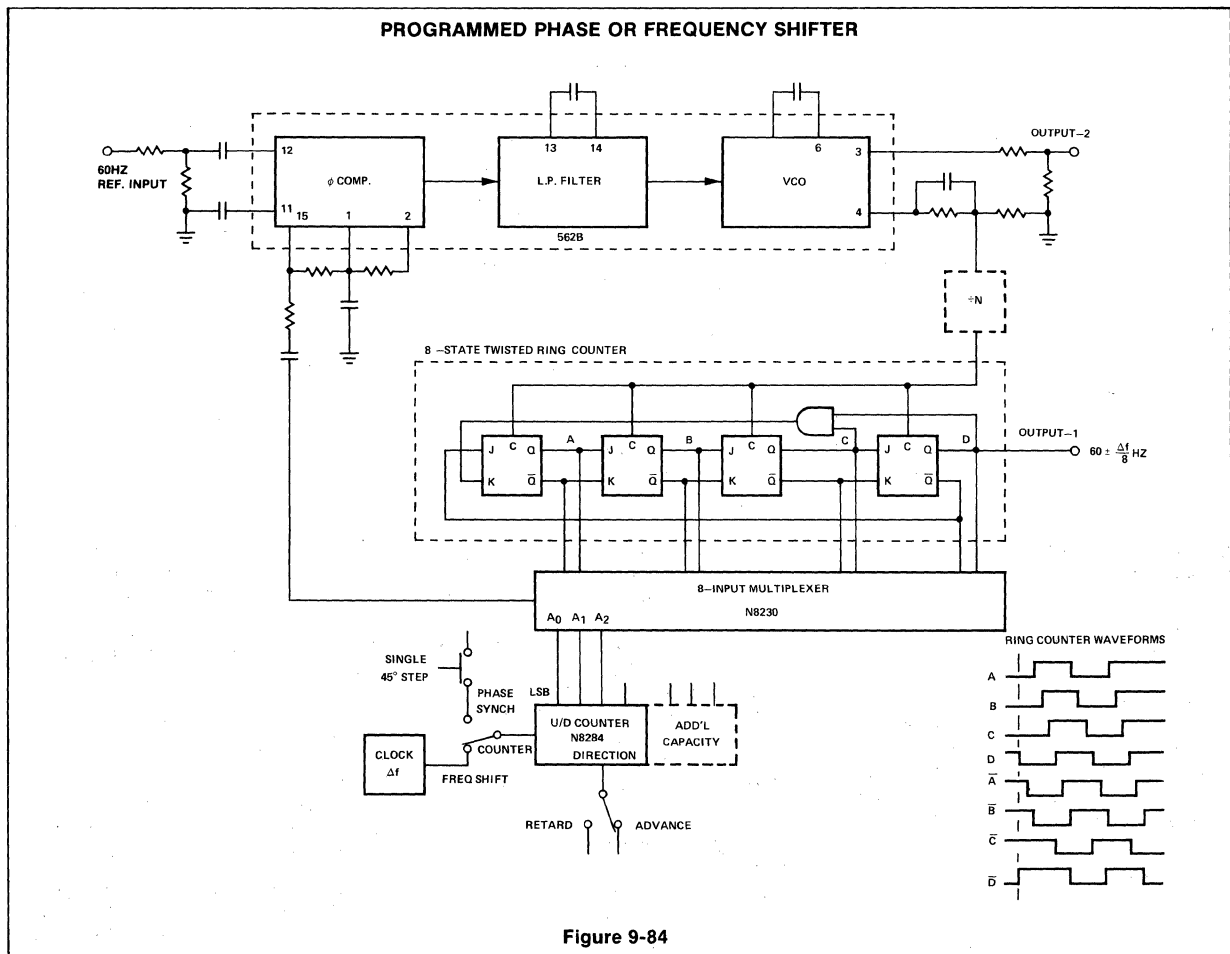 PROGRAMMED PHASE OR FREQUENCY SHIFTER
60HZ
REF. INPUT
12
11
15
1
2
φ COMP.
13
14
L.P. FILTER
562B
6
VCO
3
4
OUTPUT–2
÷N
8 –STATE TWISTED RING COUNTER
J C Q
K Q̅
A
J C Q
K Q̅
B
J C Q
K Q̅
C
J C Q
K Q̅
D
OUTPUT–1
60 ± Δf/8 HZ
8–INPUT MULTIPLEXER
N8230
A0 A1 A2
SINGLE
45° STEP
PHASE
SYNCH
LSB
U/D COUNTER
N8284
DIRECTION
ADD'L
CAPACITY
CLOCK
Δf
COUNTER
FREQ SHIFT
RETARD
ADVANCE
RING COUNTER WAVEFORMS
A
B
C
D
A̅
B̅
C̅
D̅
Figure 9-84